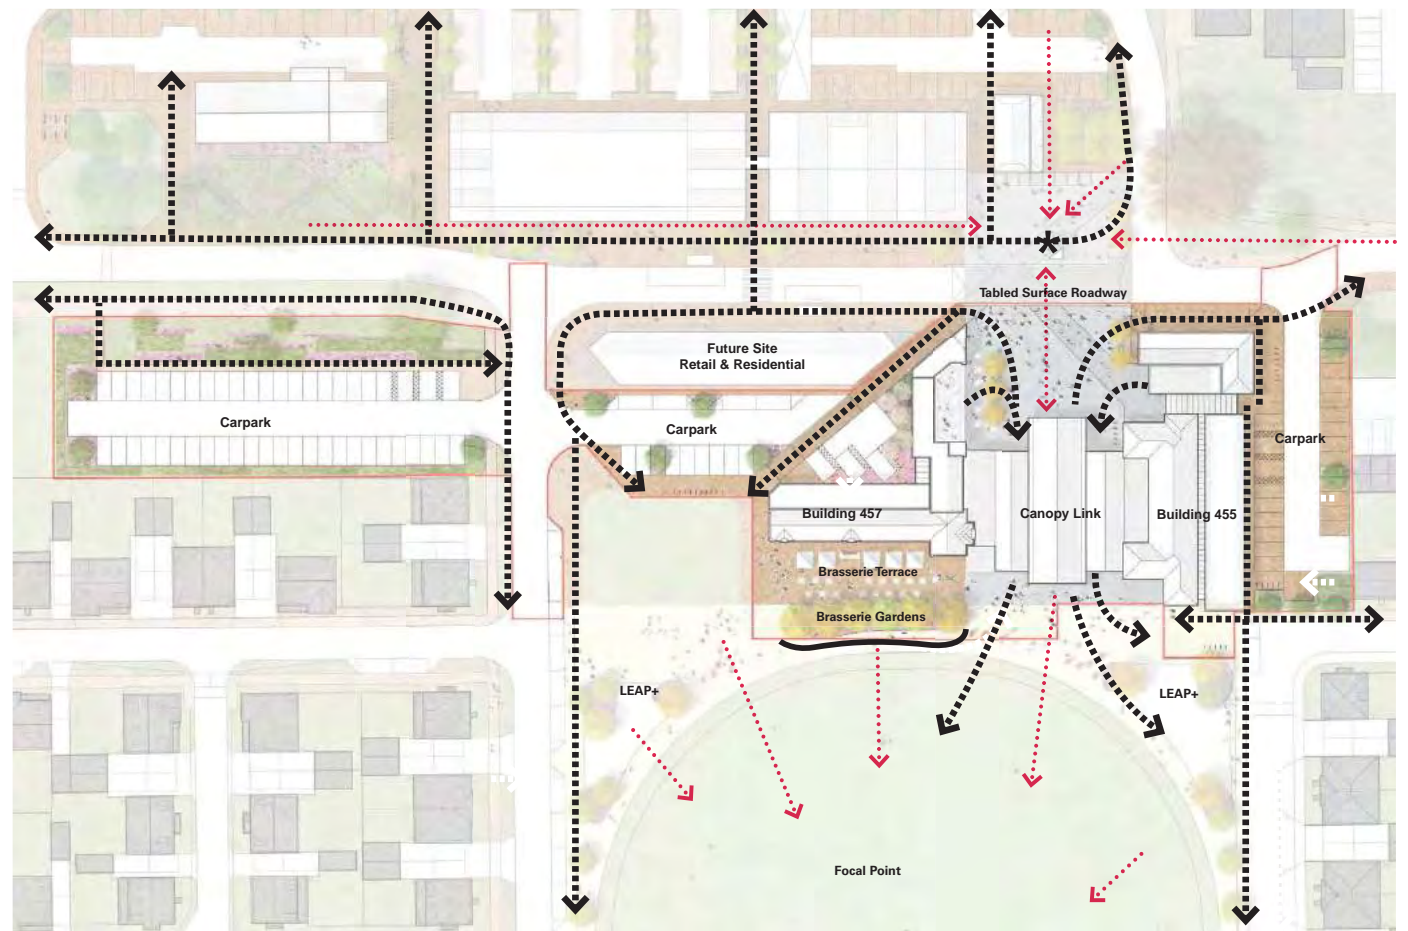 Tabled Surface Roadway
Future Site
Retail & Residential
Carpark
Carpark
Carpark
Building 457
Canopy Link
Building 455
Brasserie Terrace
Brasserie Gardens
LEAP+
LEAP+
Focal Point